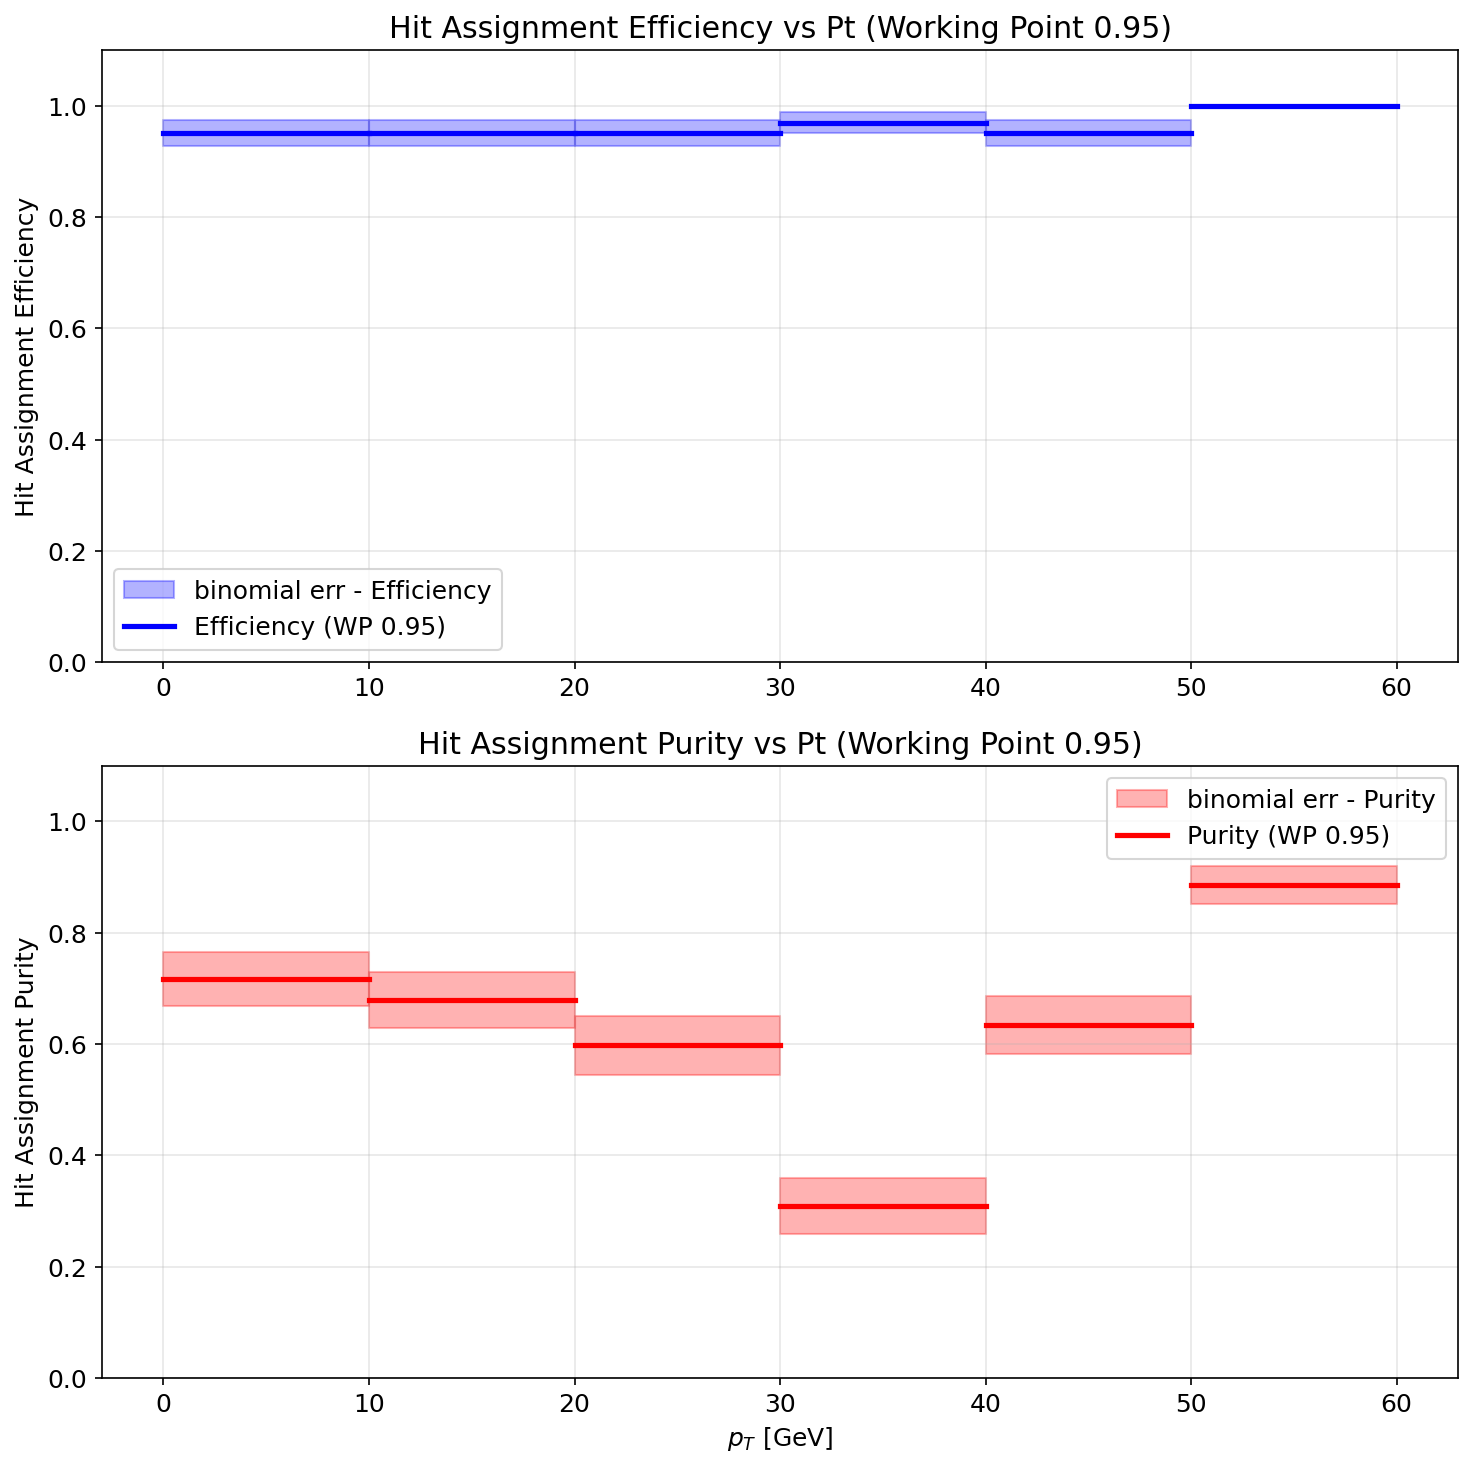 Hit Assignment Efficiency vs Pt (Working Point 0.95)
Hit Assignment Efficiency
1.0
0.8
0.6
0.4
0.2
0.0
binomial err - Efficiency
Efficiency (WP 0.95)
0 10 20 30 40 50 60
Hit Assignment Purity vs Pt (Working Point 0.95)
Hit Assignment Purity
1.0
0.8
0.6
0.4
0.2
0.0
binomial err - Purity
Purity (WP 0.95)
0 10 20 30 40 50 60
p_T [GeV]